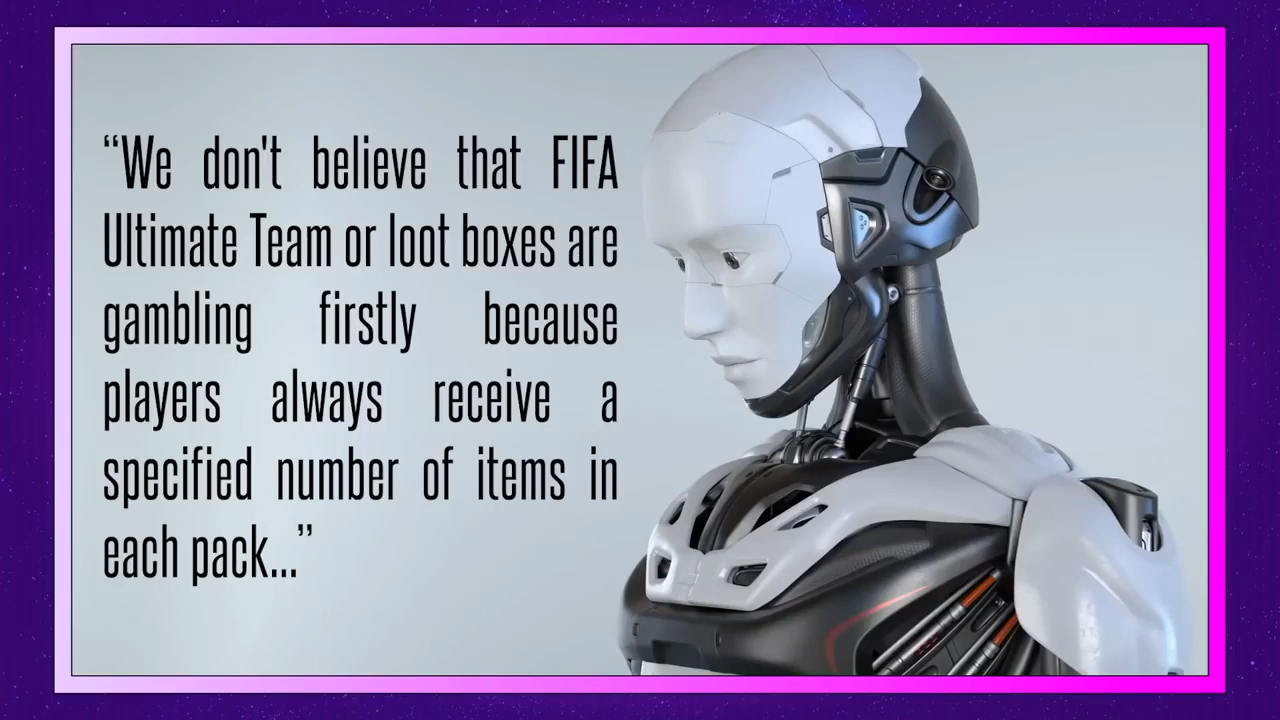 “We don't believe that FIFA
Ultimate Team or loot boxes are
gambling firstly because
players always receive a
specified number of items in
each pack...”